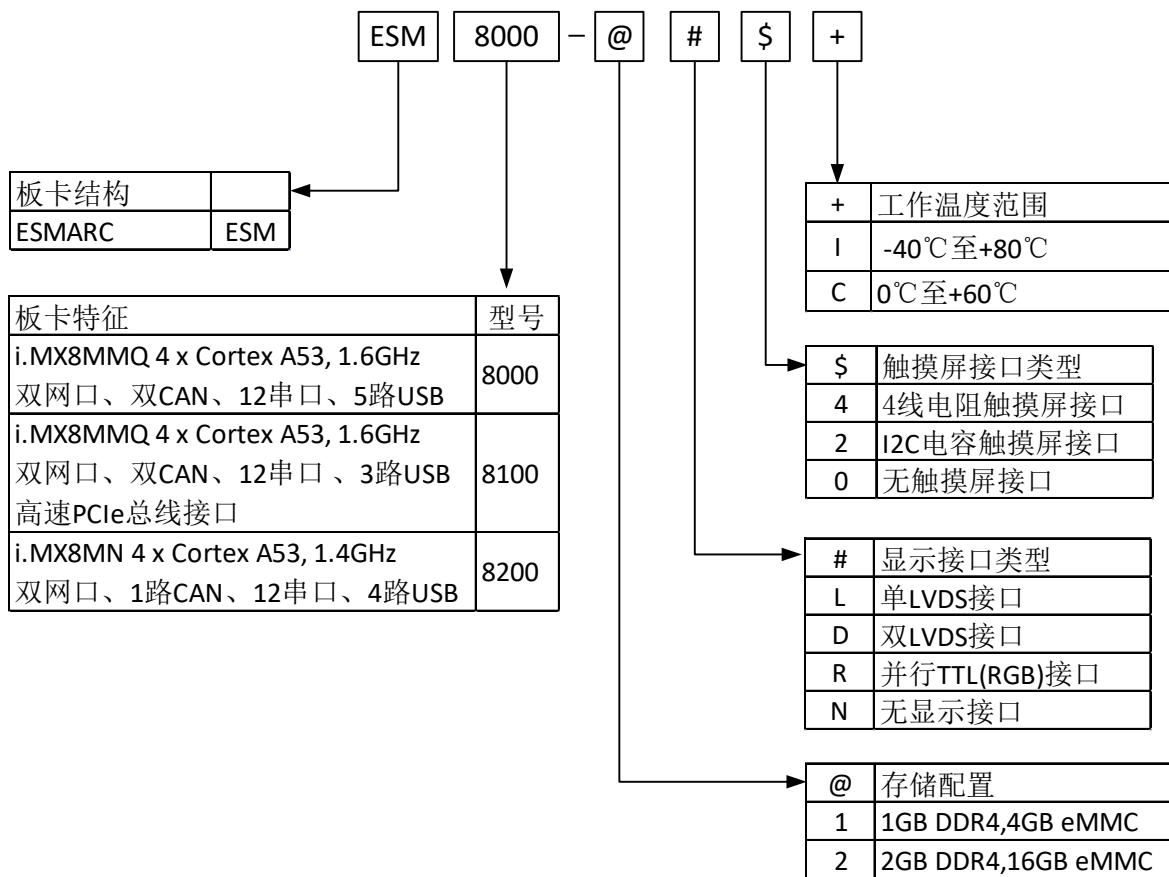 ESM 8000 – @ # $ +
板卡结构
ESMARC ESM
板卡特征 型号
i.MX8MMQ 4 x Cortex A53, 1.6GHz
双网口、双CAN、12串口、5路USB
8000
i.MX8MMQ 4 x Cortex A53, 1.6GHz
双网口、双CAN、12串口 、3路USB
高速PCIe总线接口
8100
i.MX8MN 4 x Cortex A53, 1.4GHz
双网口、1路CAN、12串口、4路USB
8200
+ 工作温度范围
I -40℃至+80℃
C 0℃至+60℃
$ 触摸屏接口类型
4 4线电阻触摸屏接口
2 I2C电容触摸屏接口
0 无触摸屏接口
# 显示接口类型
L 单LVDS接口
D 双LVDS接口
R 并行TTL(RGB)接口
N 无显示接口
@ 存储配置
1 1GB DDR4,4GB eMMC
2 2GB DDR4,16GB eMMC